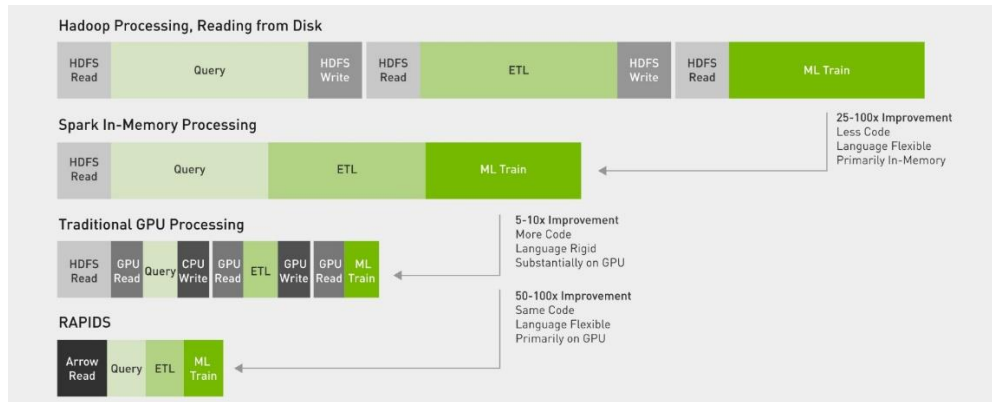 Hadoop Processing, Reading from Disk
HDFS
Read
Query
HDFS
Write
HDFS
Read
ETL
HDFS
Write
HDFS
Read
ML Train
25-100x Improvement
Less Code
Language Flexible
Primarily In-Memory
Spark In-Memory Processing
HDFS
Read
Query
ETL
ML Train
5-10x Improvement
More Code
Language Rigid
Substantially on GPU
Traditional GPU Processing
HDFS
Read
GPU
Read
Query
CPU
Write
GPU
Read
ETL
GPU
Write
GPU
Read
ML
Train
50-100x Improvement
Same Code
Language Flexible
Primarily on GPU
RAPIDS
Arrow
Read
Query
ETL
ML
Train